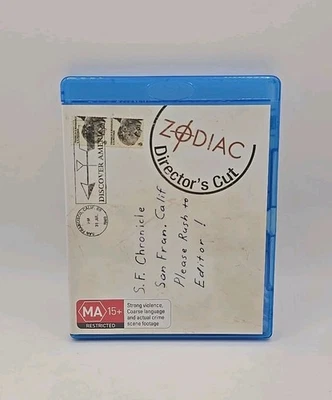 ZODIAC
Director's Cut
DISCOVER AMERICA
S.F. Chronicle
San Fran. Calif
Please Rush to
Editor!
MA 15+
RESTRICTED
Strong violence,
Coarse language
and actual crime
scene footage